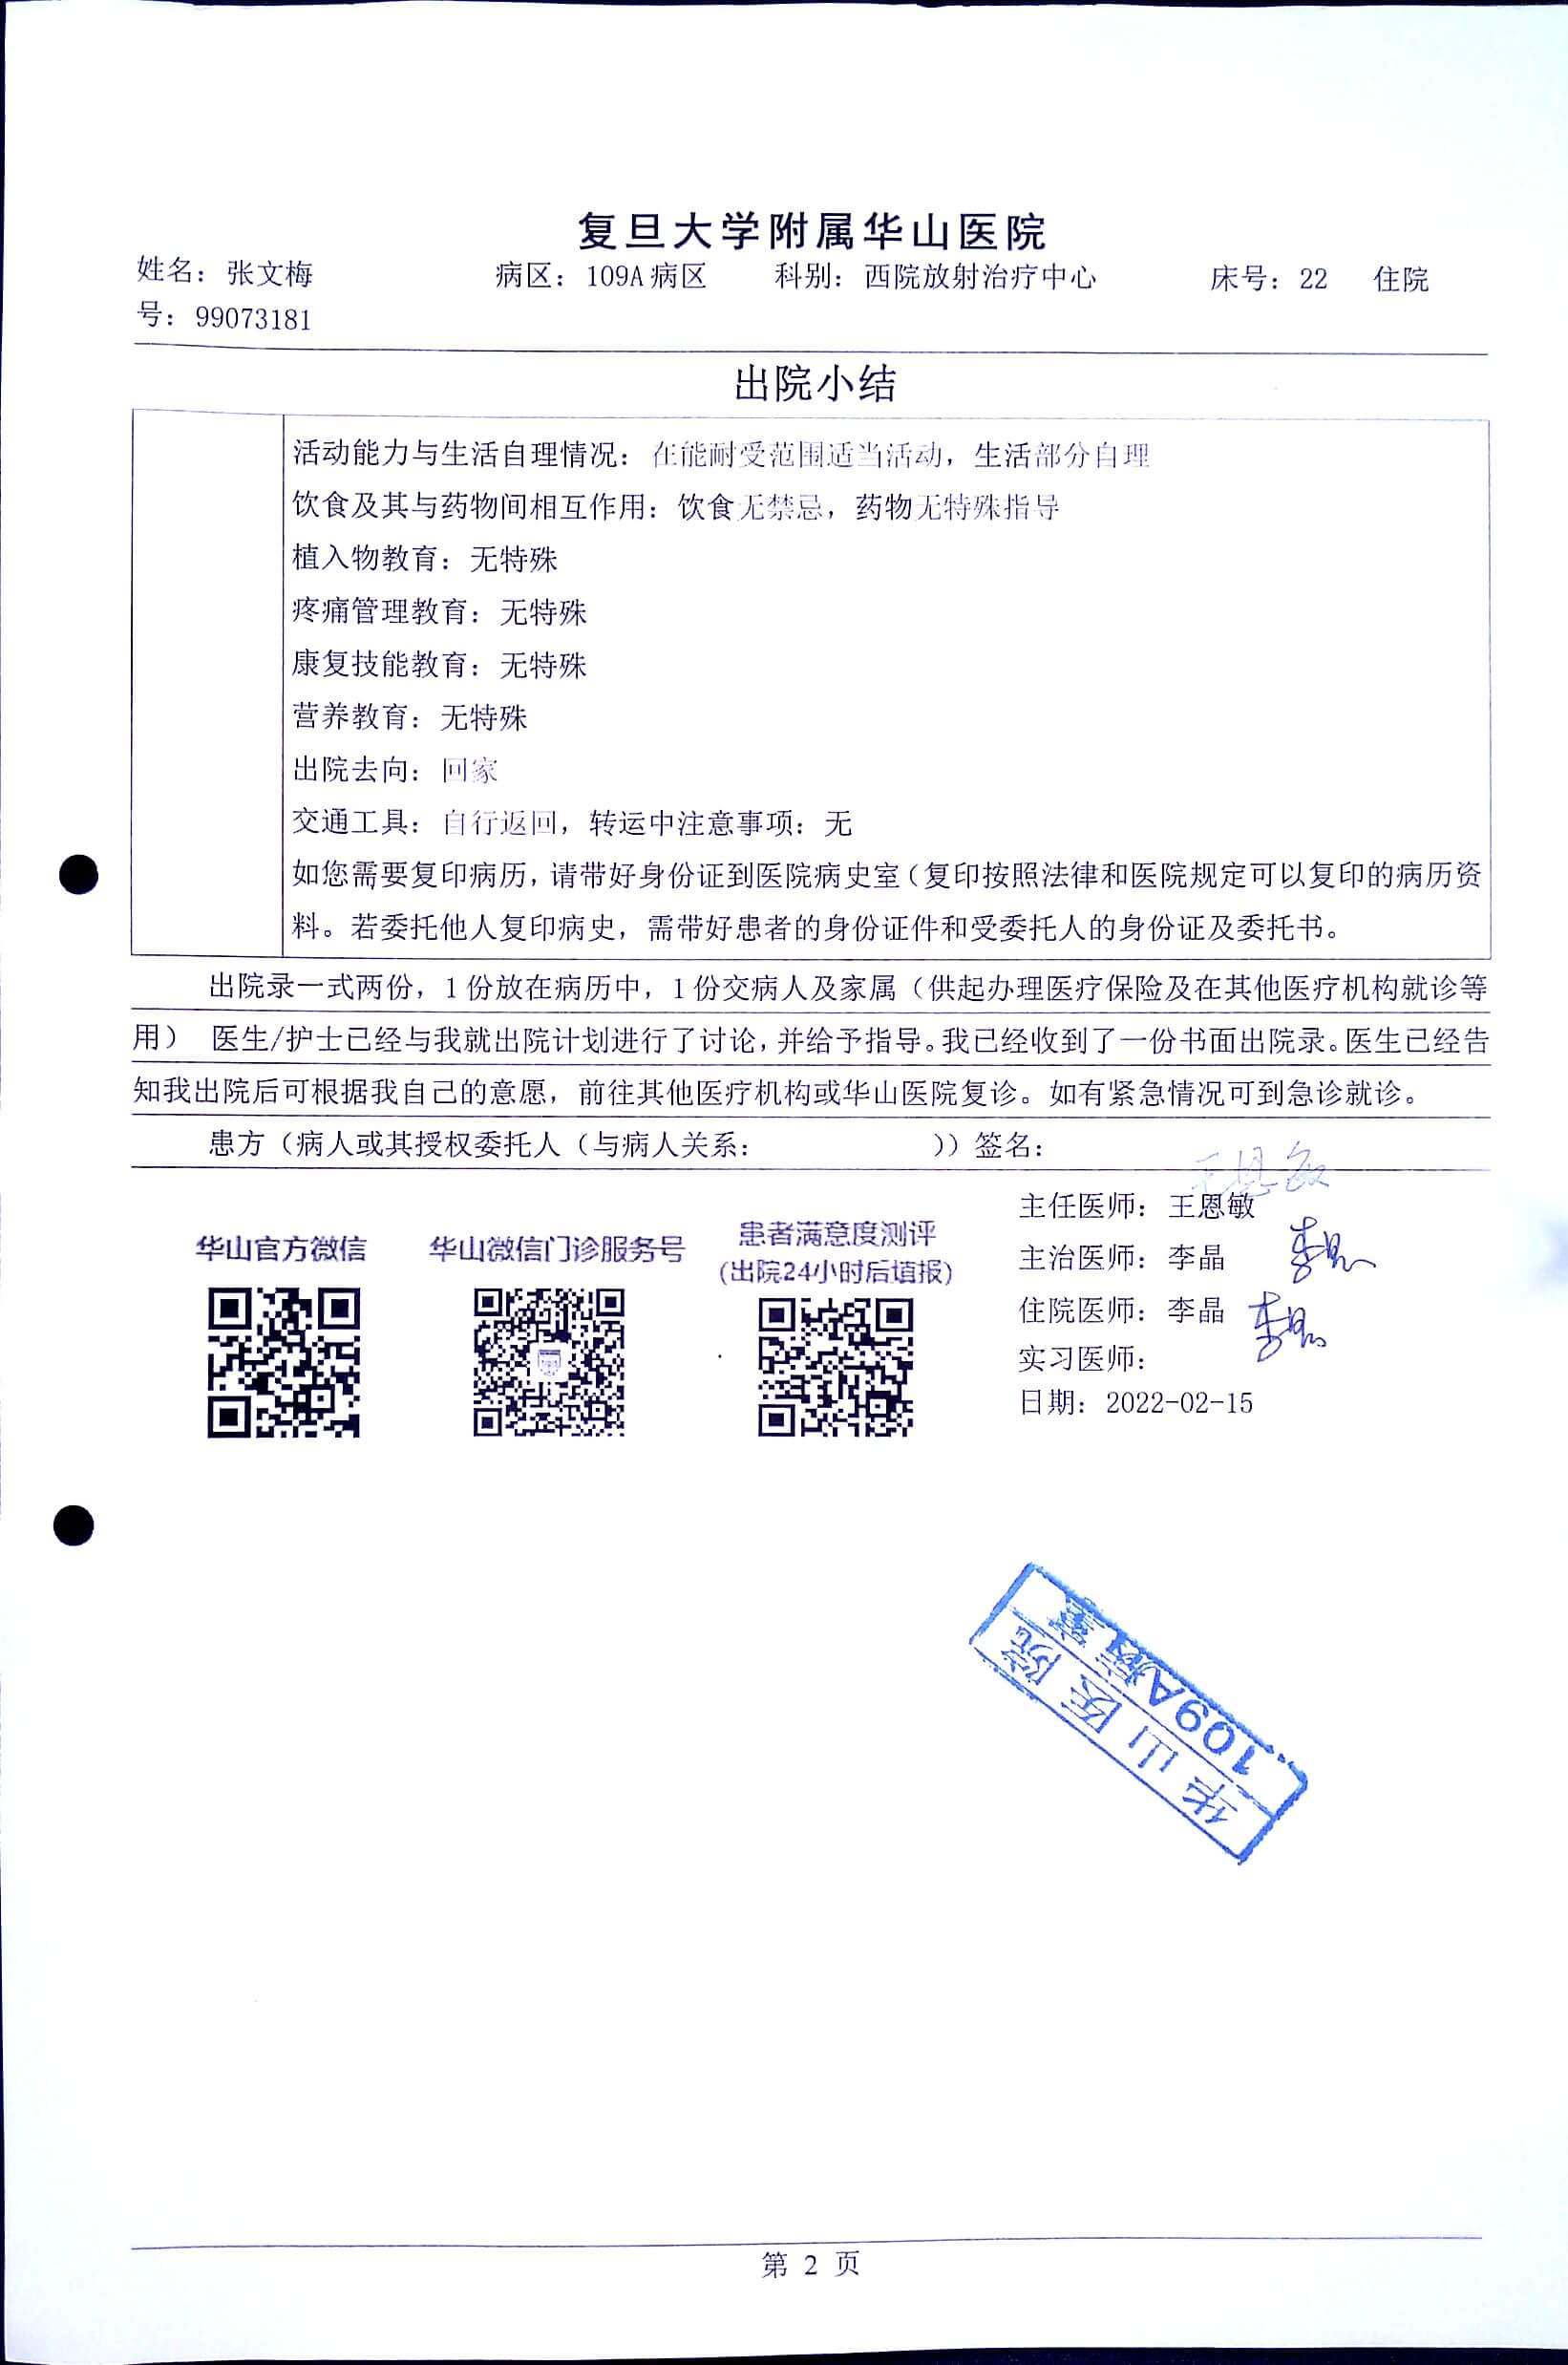 复旦大学附属华山医院
姓名：张文梅 病区：109A病区 科别：西院放射治疗中心 床号：22 住院
号：99073181
出院小结
活动能力与生活自理情况：在能耐受范围适当活动，生活部分自理
饮食及其与药物间相互作用：饮食无禁忌，药物无特殊指导
植入物教育：无特殊
疼痛管理教育：无特殊
康复技能教育：无特殊
营养教育：无特殊
出院去向：回家
交通工具：自行返回，转运中注意事项：无
如您需要复印病历，请带好身份证到医院病史室（复印按照法律和医院规定可以复印的病历资
料。若委托他人复印病史，需带好患者的身份证件和受委托人的身份证及委托书。
出院录一式两份，1份放在病历中，1份交病人及家属（供起办理医疗保险及在其他医疗机构就诊等
用） 医生/护士已经与我就出院计划进行了讨论，并给予指导。我已经收到了一份书面出院录。医生已经告
知我出院后可根据我自己的意愿，前往其他医疗机构或华山医院复诊。如有紧急情况可到急诊就诊。
患方（病人或其授权委托人（与病人关系： ））签名：
王恩敏
主任医师：王恩敏
主治医师：李晶 李晶
住院医师：李晶 李晶
实习医师：
日期：2022-02-15
华山官方微信
华山微信门诊服务号
患者满意度测评
(出院24小时后填报)
华山医院
109A病室
第 2 页